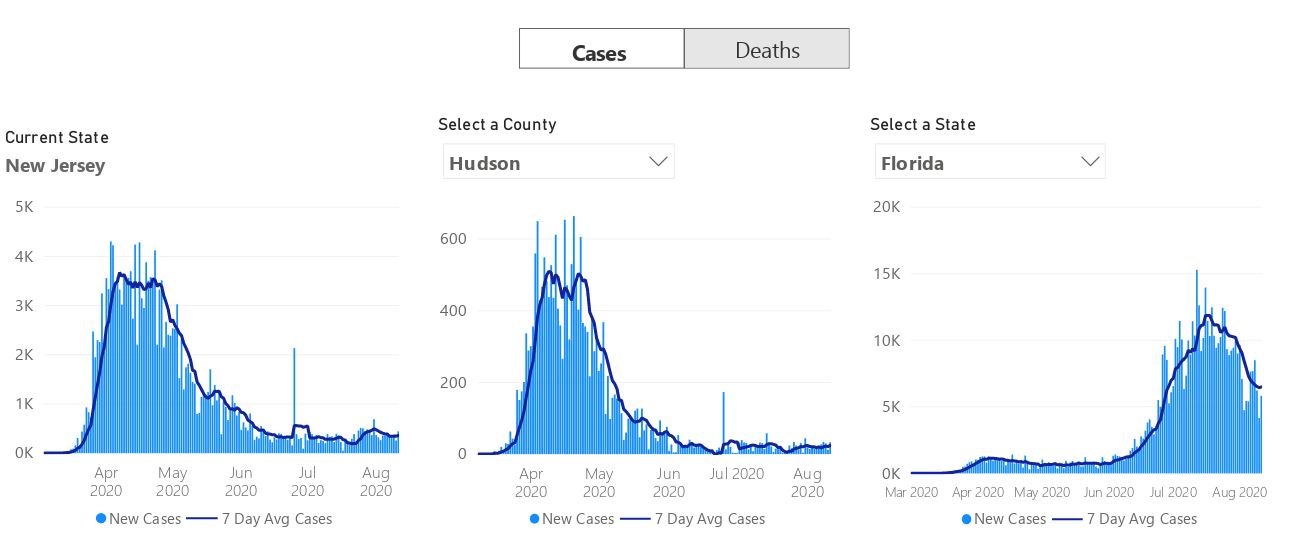 Cases
Deaths
Current State
New Jersey
5K
4K
3K
2K
1K
0K
Apr 2020
May 2020
Jun 2020
Jul 2020
Aug 2020
New Cases
7 Day Avg Cases
Select a County
Hudson
600
400
200
0
Apr 2020
May 2020
Jun 2020
Jul 2020
Aug 2020
New Cases
7 Day Avg Cases
Select a State
Florida
20K
15K
10K
5K
0K
Mar 2020
Apr 2020
May 2020
Jun 2020
Jul 2020
Aug 2020
New Cases
7 Day Avg Cases